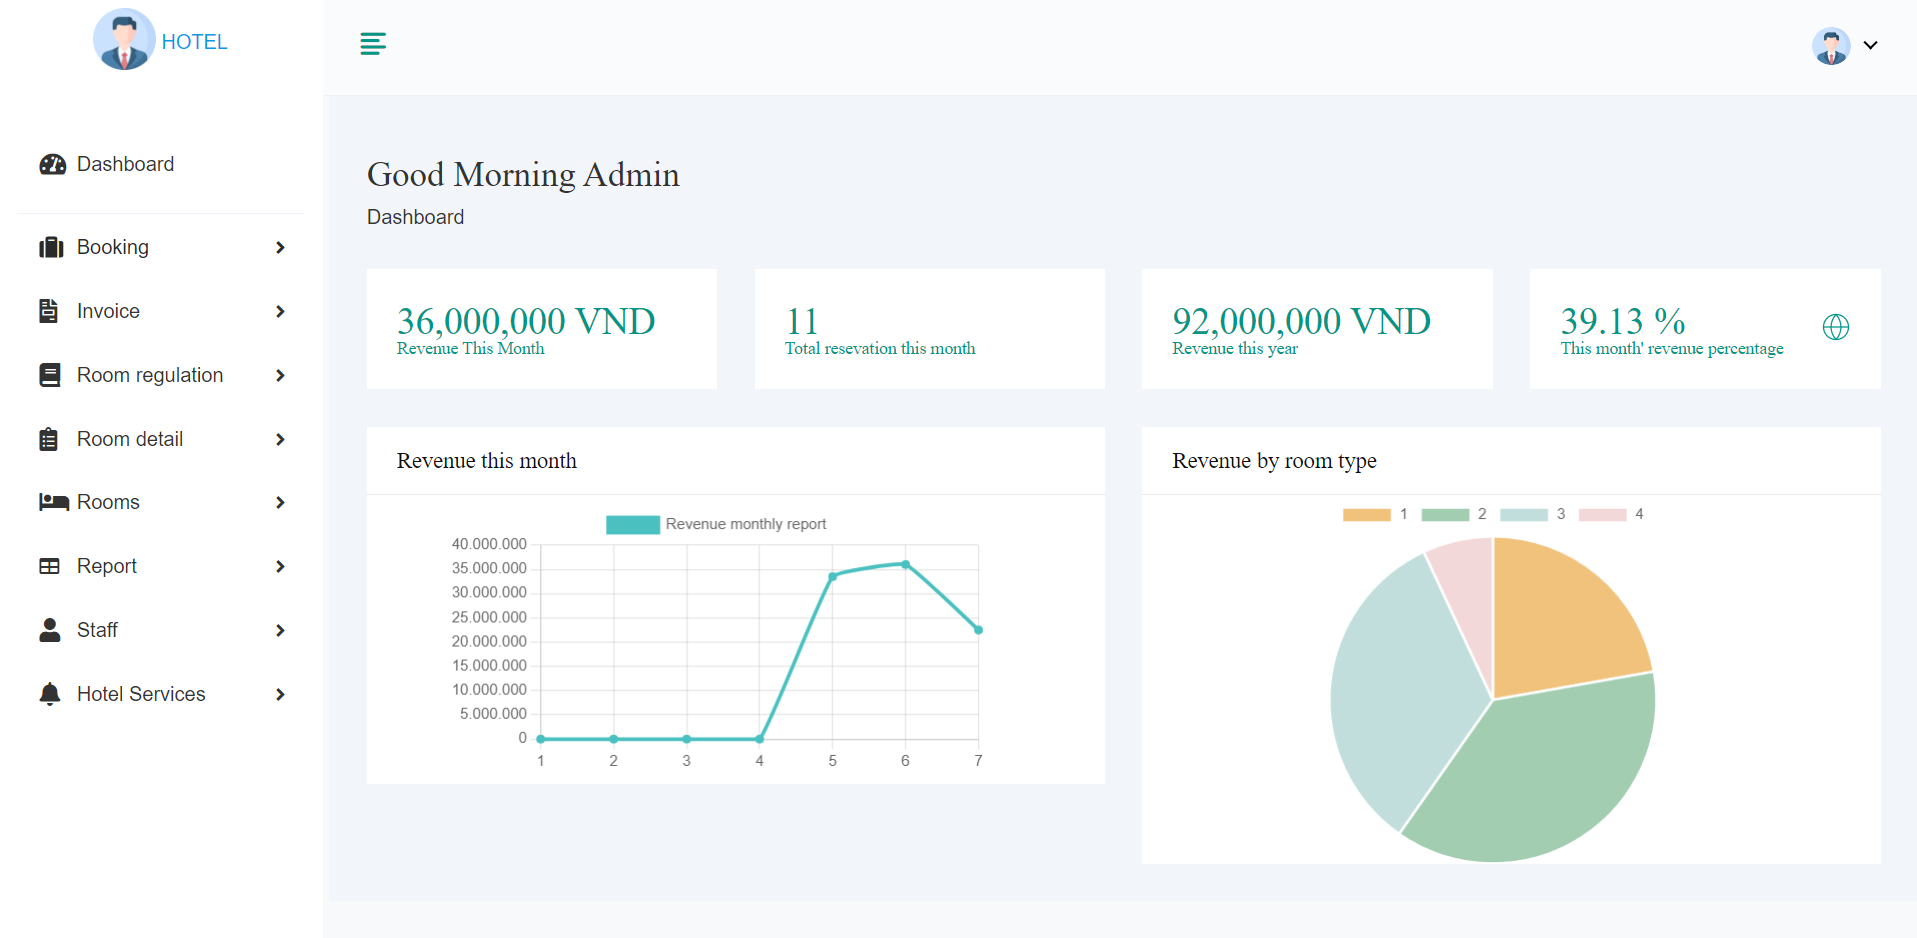 HOTEL
Dashboard
Booking
Invoice
Room regulation
Room detail
Rooms
Report
Staff
Hotel Services
Good Morning Admin
Dashboard
36,000,000 VND
Revenue This Month
11
Total resevation this month
92,000,000 VND
Revenue this year
39.13 %
This month' revenue percentage
Revenue this month
Revenue monthly report
40.000.000
35.000.000
30.000.000
25.000.000
20.000.000
15.000.000
10.000.000
5.000.000
0
1 2 3 4 5 6 7
Revenue by room type
1 2 3 4